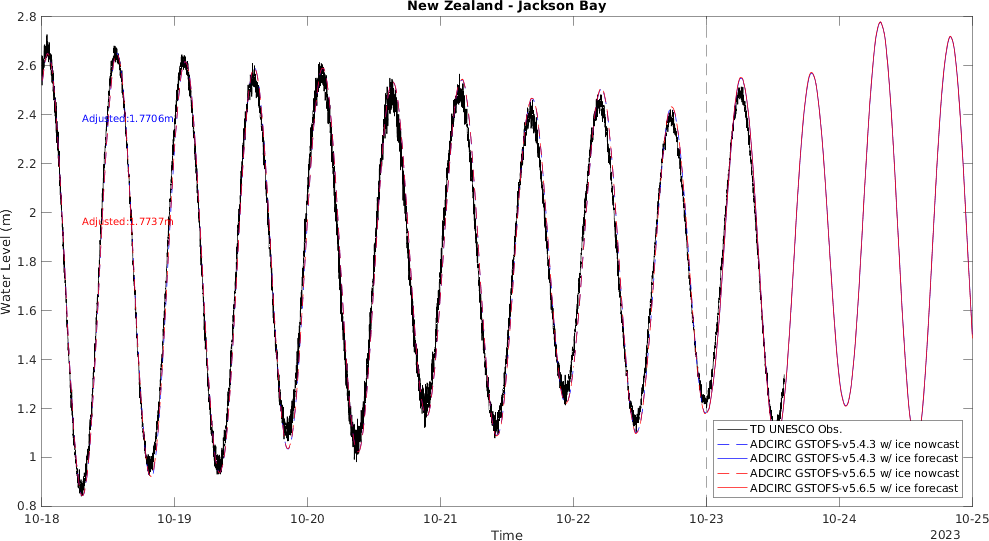 New Zealand - Jackson Bay
Water Level (m)
2.8
2.6
2.4
2.2
2
1.8
1.6
1.4
1.2
1
0.8
Adjusted:1.7706m
Adjusted:1.7737m
TD UNESCO Obs.
ADCIRC GSTOFS-v5.4.3 w/ ice nowcast
ADCIRC GSTOFS-v5.4.3 w/ ice forecast
ADCIRC GSTOFS-v5.6.5 w/ ice nowcast
ADCIRC GSTOFS-v5.6.5 w/ ice forecast
10-18 10-19 10-20 10-21 10-22 10-23 10-24 10-25
Time
2023